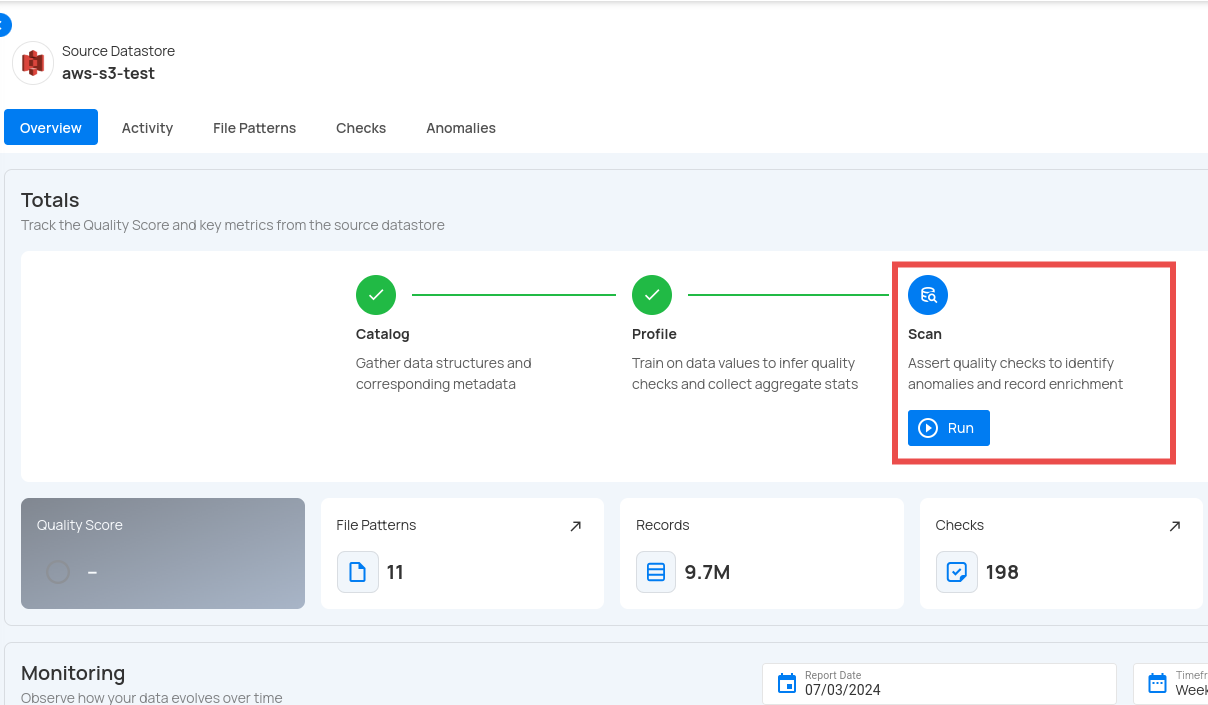 Source Datastore
aws-s3-test
Overview
Activity
File Patterns
Checks
Anomalies
Totals
Track the Quality Score and key metrics from the source datastore
Catalog
Gather data structures and
corresponding metadata
Profile
Train on data values to infer quality
checks and collect aggregate stats
Scan
Assert quality checks to identify
anomalies and record enrichment
Run
Quality Score
–
File Patterns
11
Records
9.7M
Checks
198
Monitoring
Observe how your data evolves over time
Report Date
07/03/2024
Timefr
Week